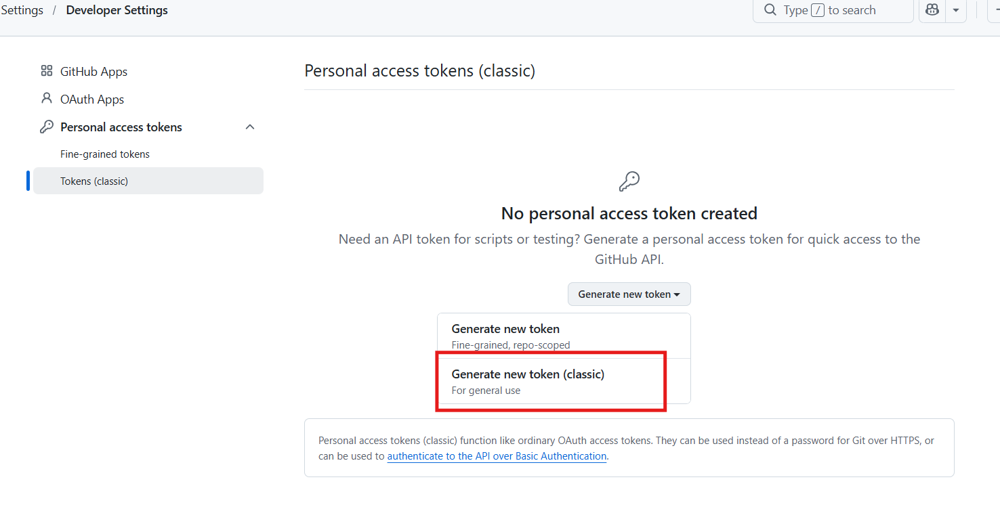 Settings / Developer Settings
Type / to search
GitHub Apps
OAuth Apps
Personal access tokens
Fine-grained tokens
Tokens (classic)
Personal access tokens (classic)
No personal access token created
Need an API token for scripts or testing? Generate a personal access token for quick access to the
GitHub API.
Generate new token
Generate new token
Fine-grained, repo-scoped
Generate new token (classic)
For general use
Personal access tokens (classic) function like ordinary OAuth access tokens. They can be used instead of a password for Git over HTTPS, or
can be used to authenticate to the API over Basic Authentication.